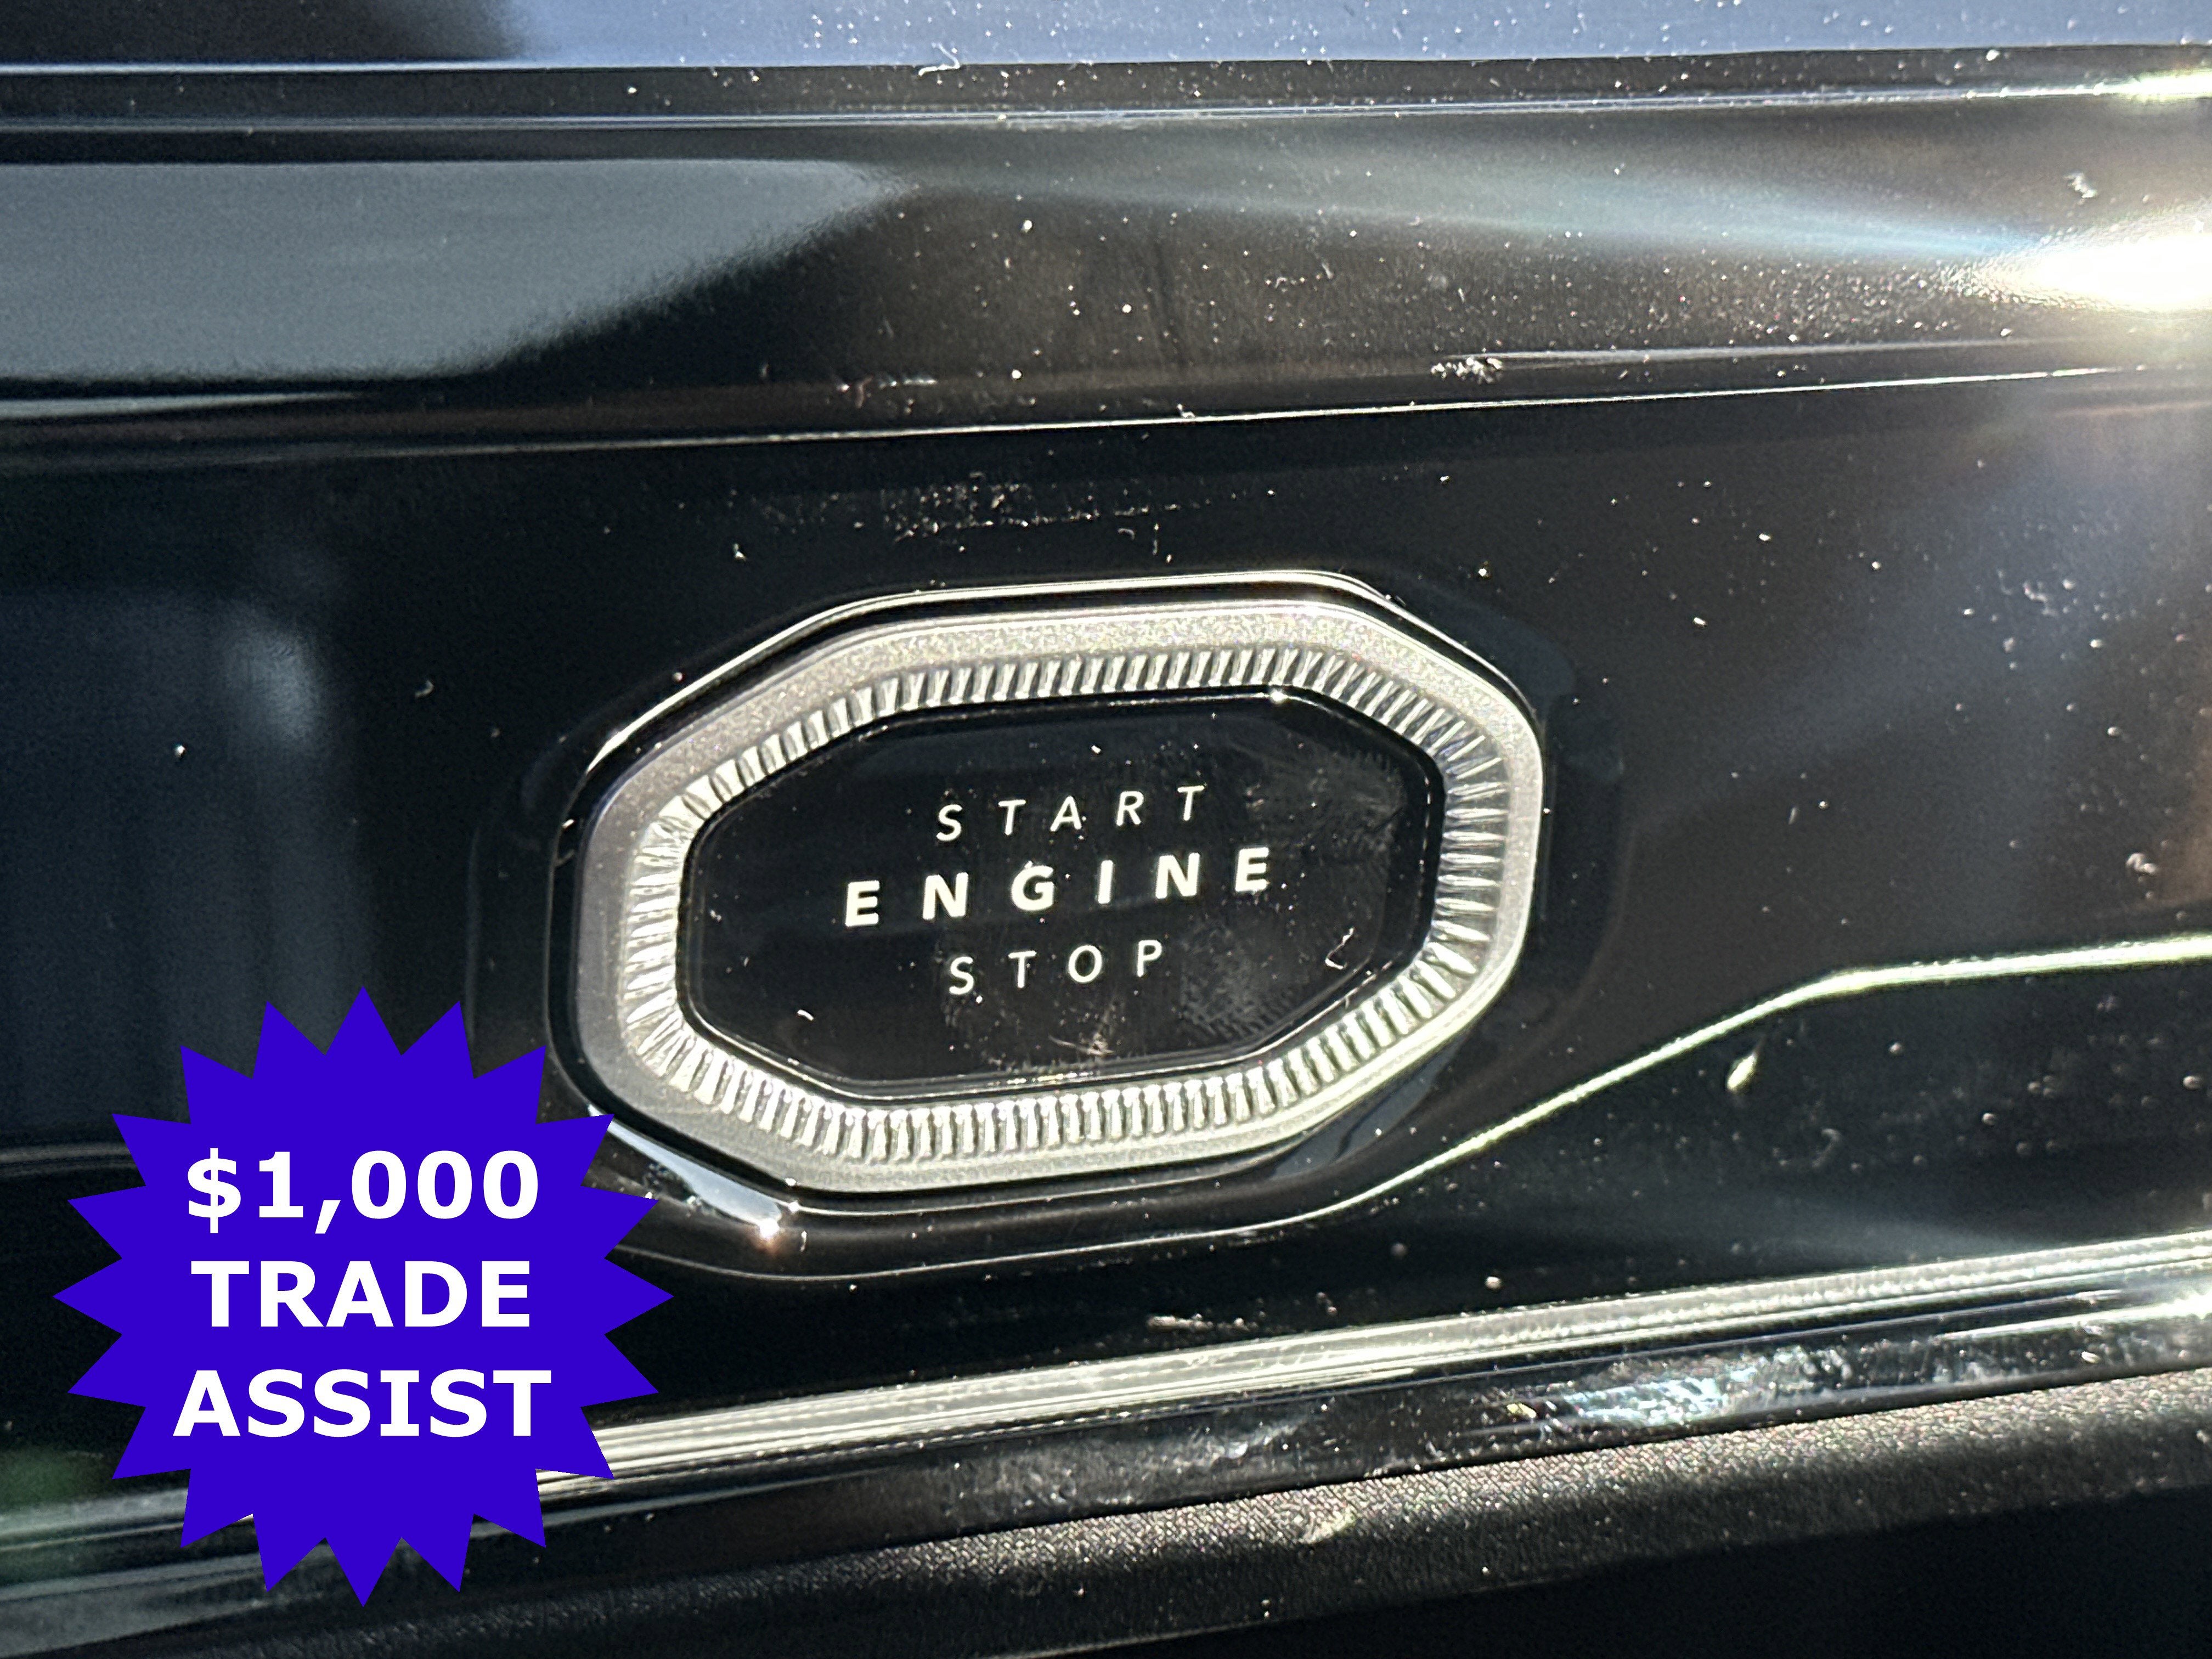 START
ENGINE
STOP
$1,000
TRADE
ASSIST